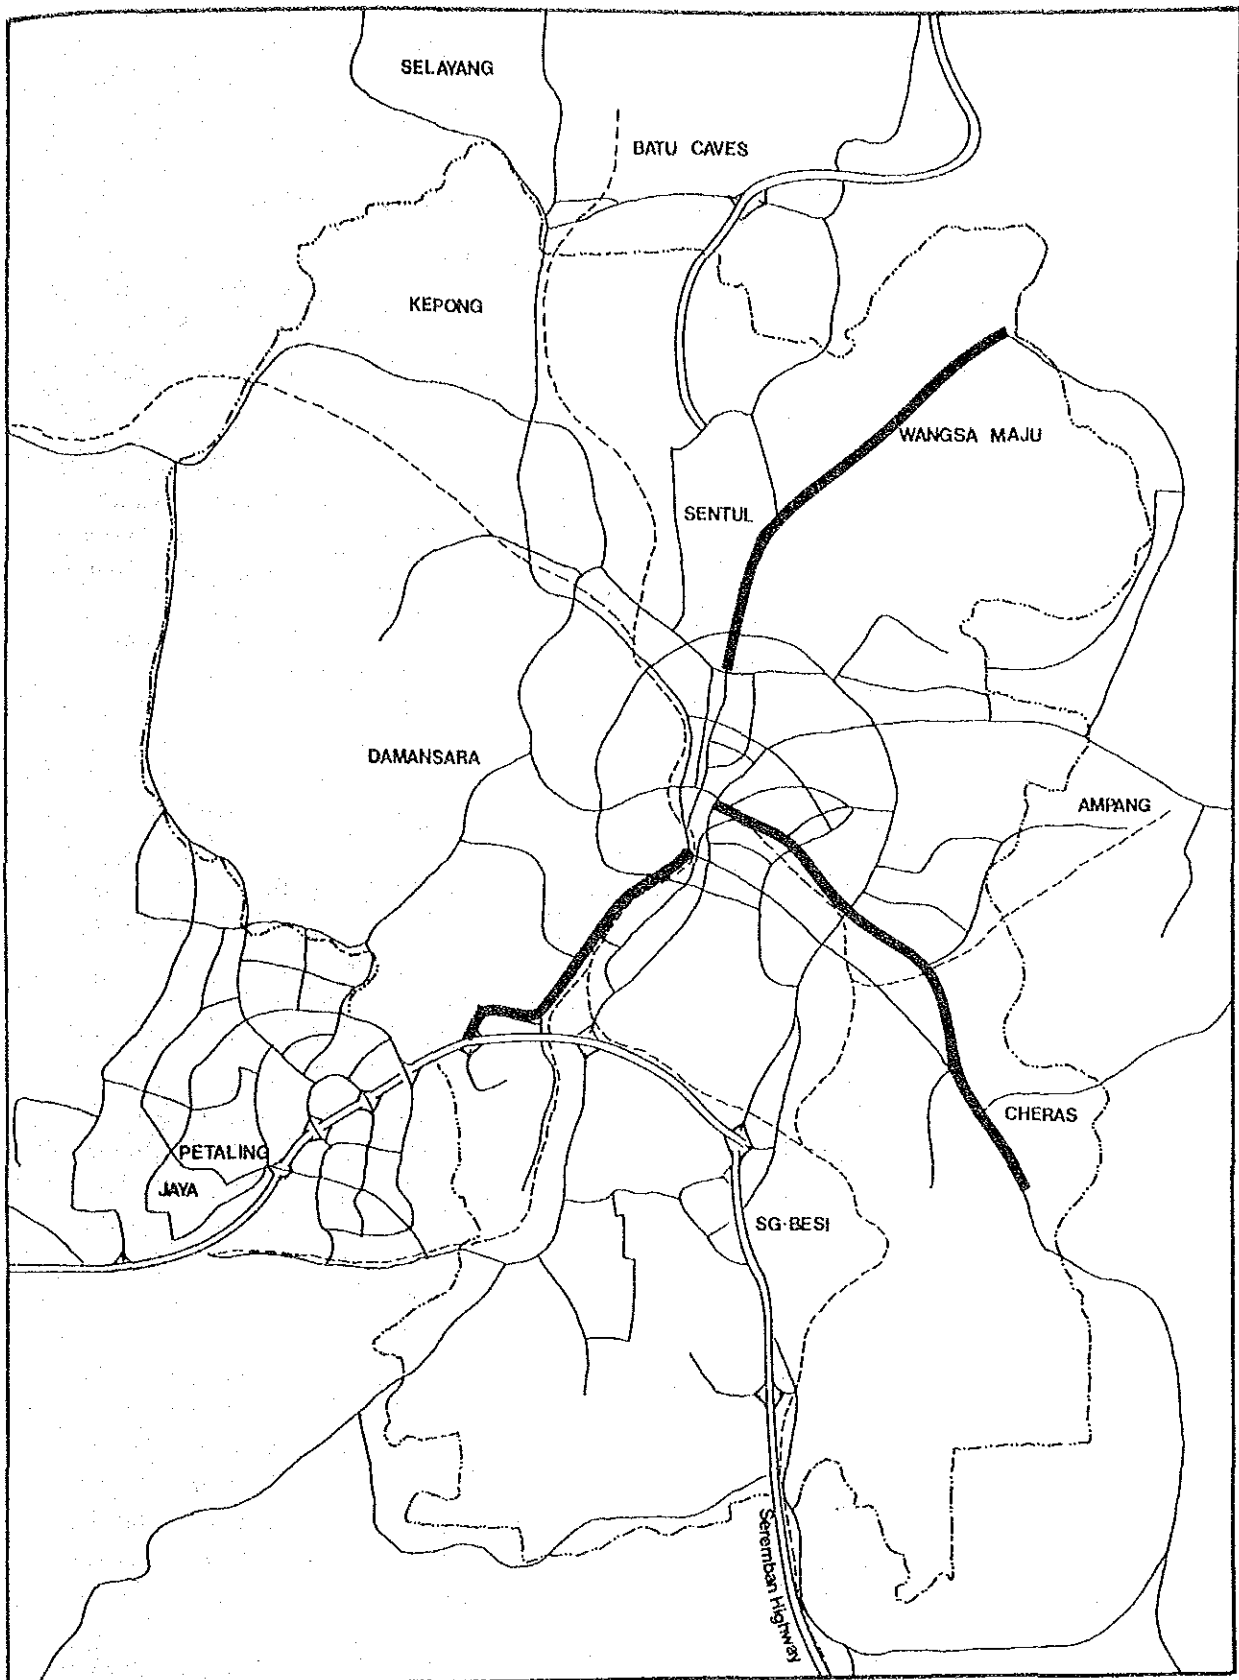 SELAYANG
BATU CAVES
KEPONG
WANGSA MAJU
SENTUL
DAMANSARA
AMPANG
CHERAS
PETALING
JAYA
SG·BESI
Seremban Highway